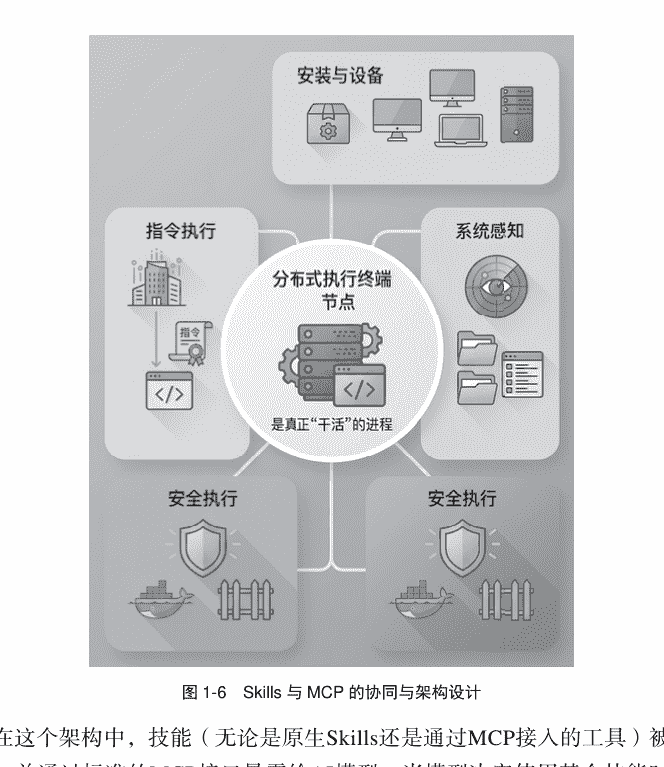 安装与设备
指令执行
系统感知
指令
分布式执行终端
节点
是真正“干活”的进程
安全执行
安全执行
图 1-6 Skills 与 MCP 的协同与架构设计
在这个架构中，技能（无论是原生Skills还是通过MCP接入的工具）被